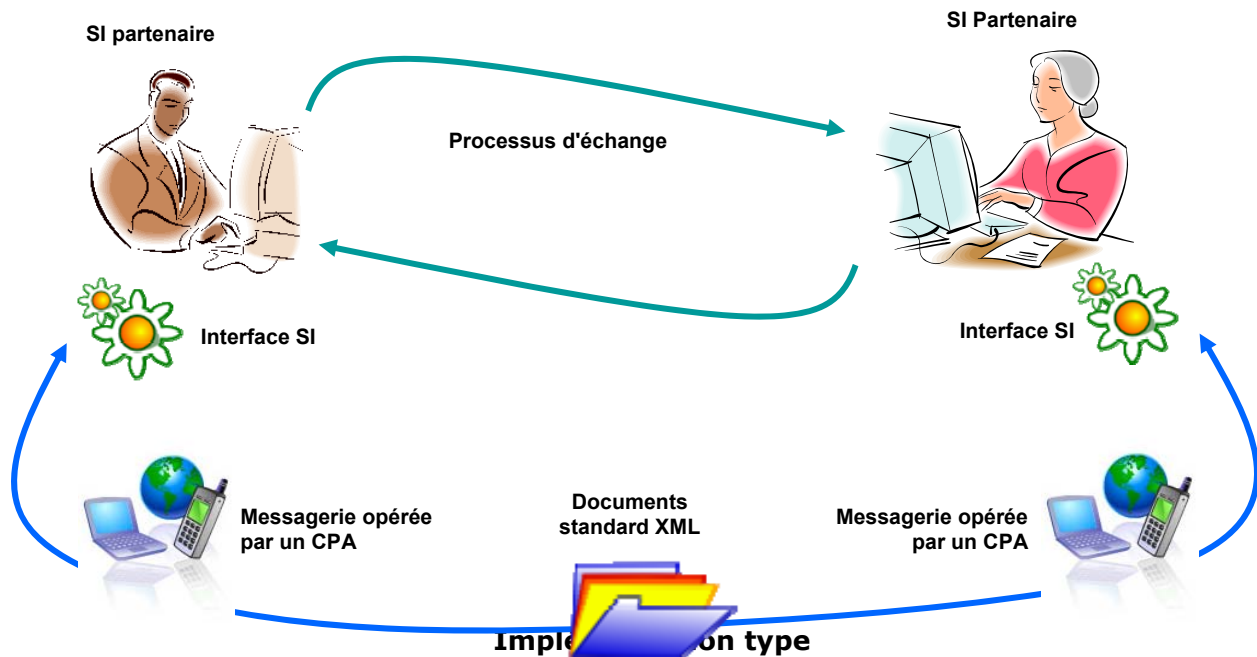 SI partenaire
SI Partenaire
Processus d'échange
Interface SI
Interface SI
Messagerie opérée
par un CPA
Documents
standard XML
Messagerie opérée
par un CPA
type